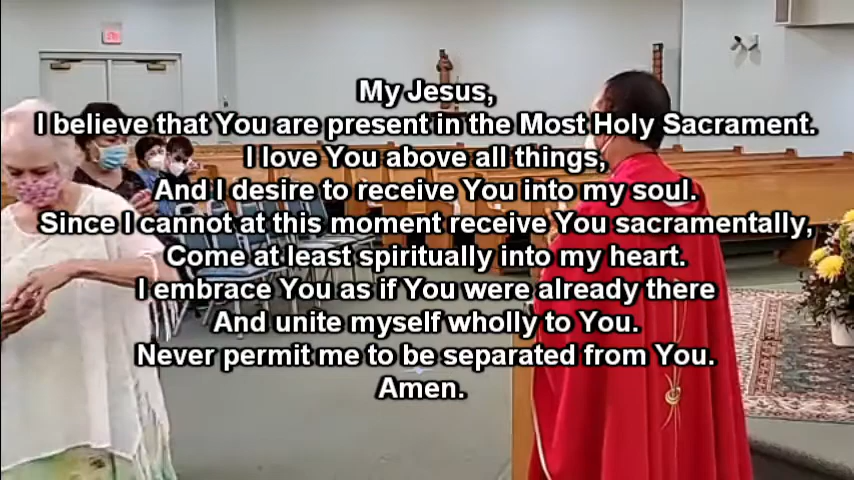 My Jesus,
I believe that You are present in the Most Holy Sacrament.
I love You above all things,
And I desire to receive You into my soul.
Since I cannot at this moment receive You sacramentally,
Come at least spiritually into my heart.
I embrace You as if You were already there
And unite myself wholly to You.
Never permit me to be separated from You.
Amen.